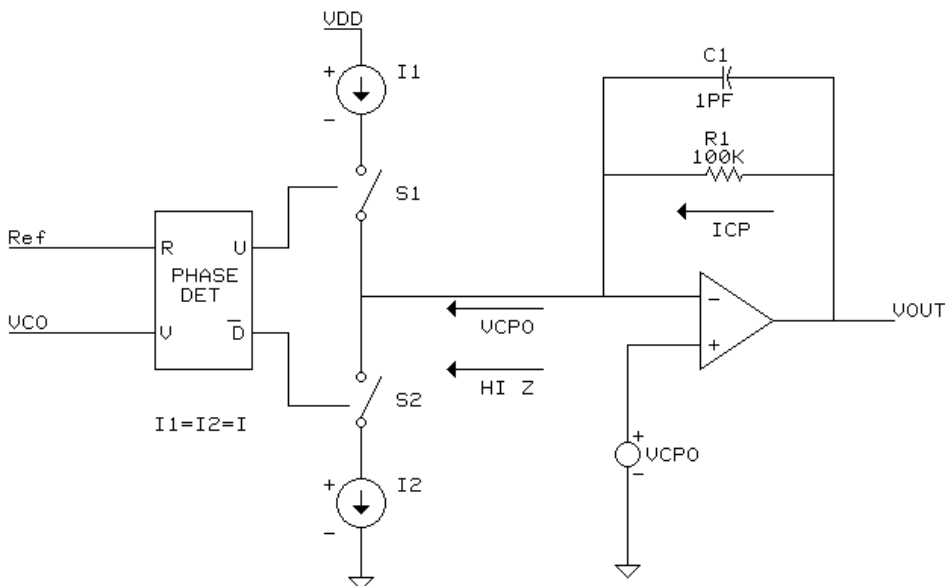 VDD
+
I1
-
C1
1PF
R1
100K
ICP
S1
Ref
R
U
PHASE
DET
VCO
V
D
VCPO
HI Z
-
+
VOUT
S2
I1=I2=I
+
I2
-
+
VCPO
-